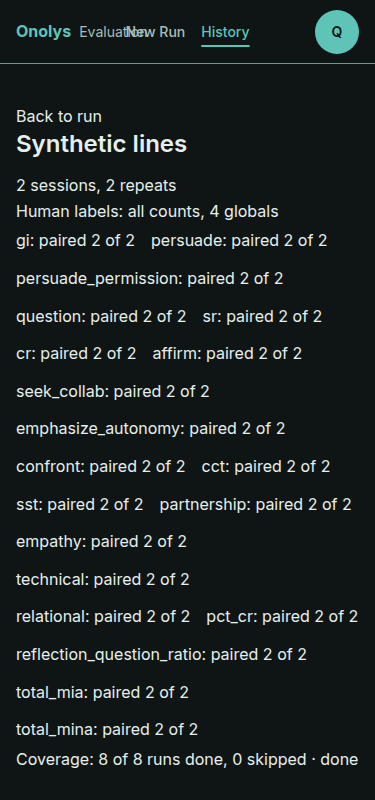 Onolys Evaluation New Run History Q
Back to run
Synthetic lines
2 sessions, 2 repeats
Human labels: all counts, 4 globals
gi: paired 2 of 2 persuade: paired 2 of 2
persuade_permission: paired 2 of 2
question: paired 2 of 2 sr: paired 2 of 2
cr: paired 2 of 2 affirm: paired 2 of 2
seek_collab: paired 2 of 2
emphasize_autonomy: paired 2 of 2
confront: paired 2 of 2 cct: paired 2 of 2
sst: paired 2 of 2 partnership: paired 2 of 2
empathy: paired 2 of 2
technical: paired 2 of 2
relational: paired 2 of 2 pct_cr: paired 2 of 2
reflection_question_ratio: paired 2 of 2
total_mia: paired 2 of 2
total_mina: paired 2 of 2
Coverage: 8 of 8 runs done, 0 skipped · done